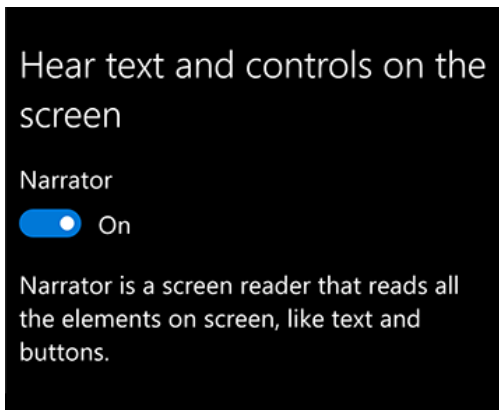 Hear text and controls on the
screen
Narrator
On
Narrator is a screen reader that reads all
the elements on screen, like text and
buttons.